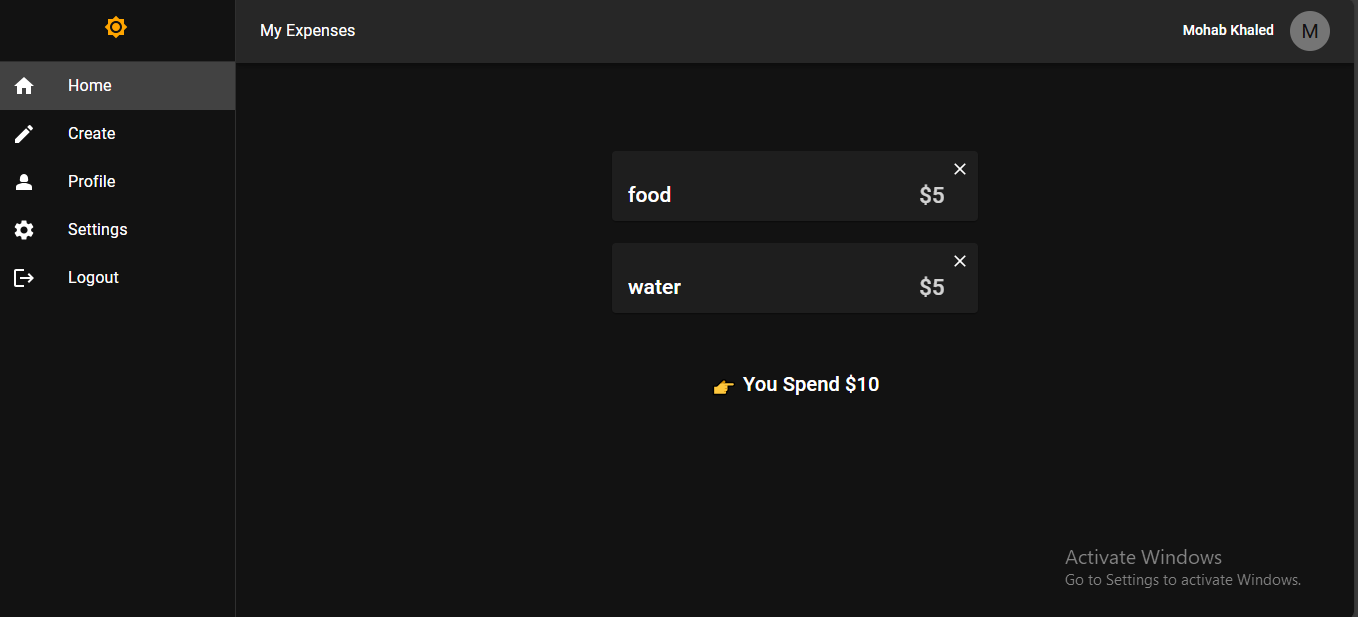 My Expenses
Mohab Khaled
M
Home
Create
Profile
Settings
Logout
food
$5
water
$5
👉 You Spend $10
Activate Windows
Go to Settings to activate Windows.